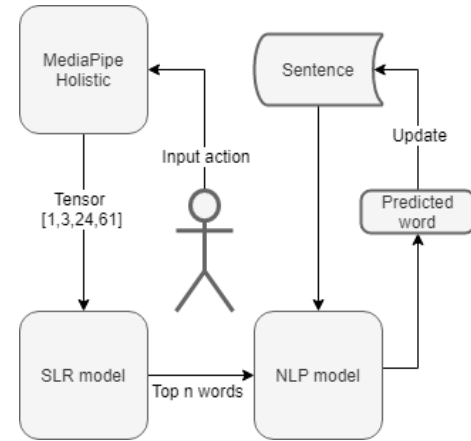 MediaPipe
Holistic
Sentence
Input action
Update
Tensor
[1,3,24,61]
Predicted
word
SLR model
Top n words
NLP model